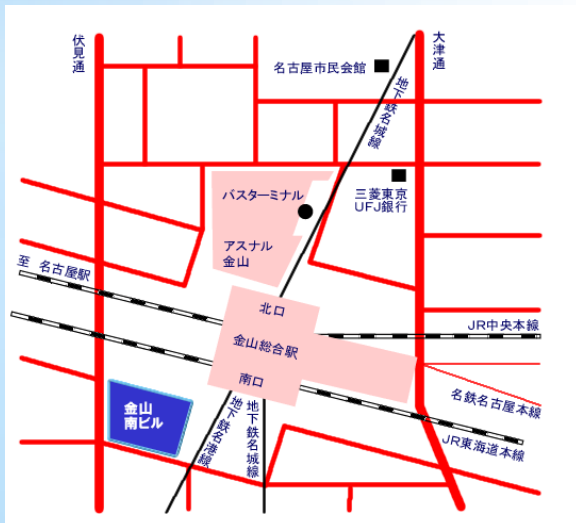 伏見通
大津通
名古屋市民会館
地下鉄名城線
バスターミナル
三菱東京
UFJ銀行
アスナル
金山
至 名古屋駅
北口
JR中央本線
金山総合駅
南口
名鉄名古屋本線
金山
南ビル
地下鉄名港線
地下鉄名城線
JR東海道本線